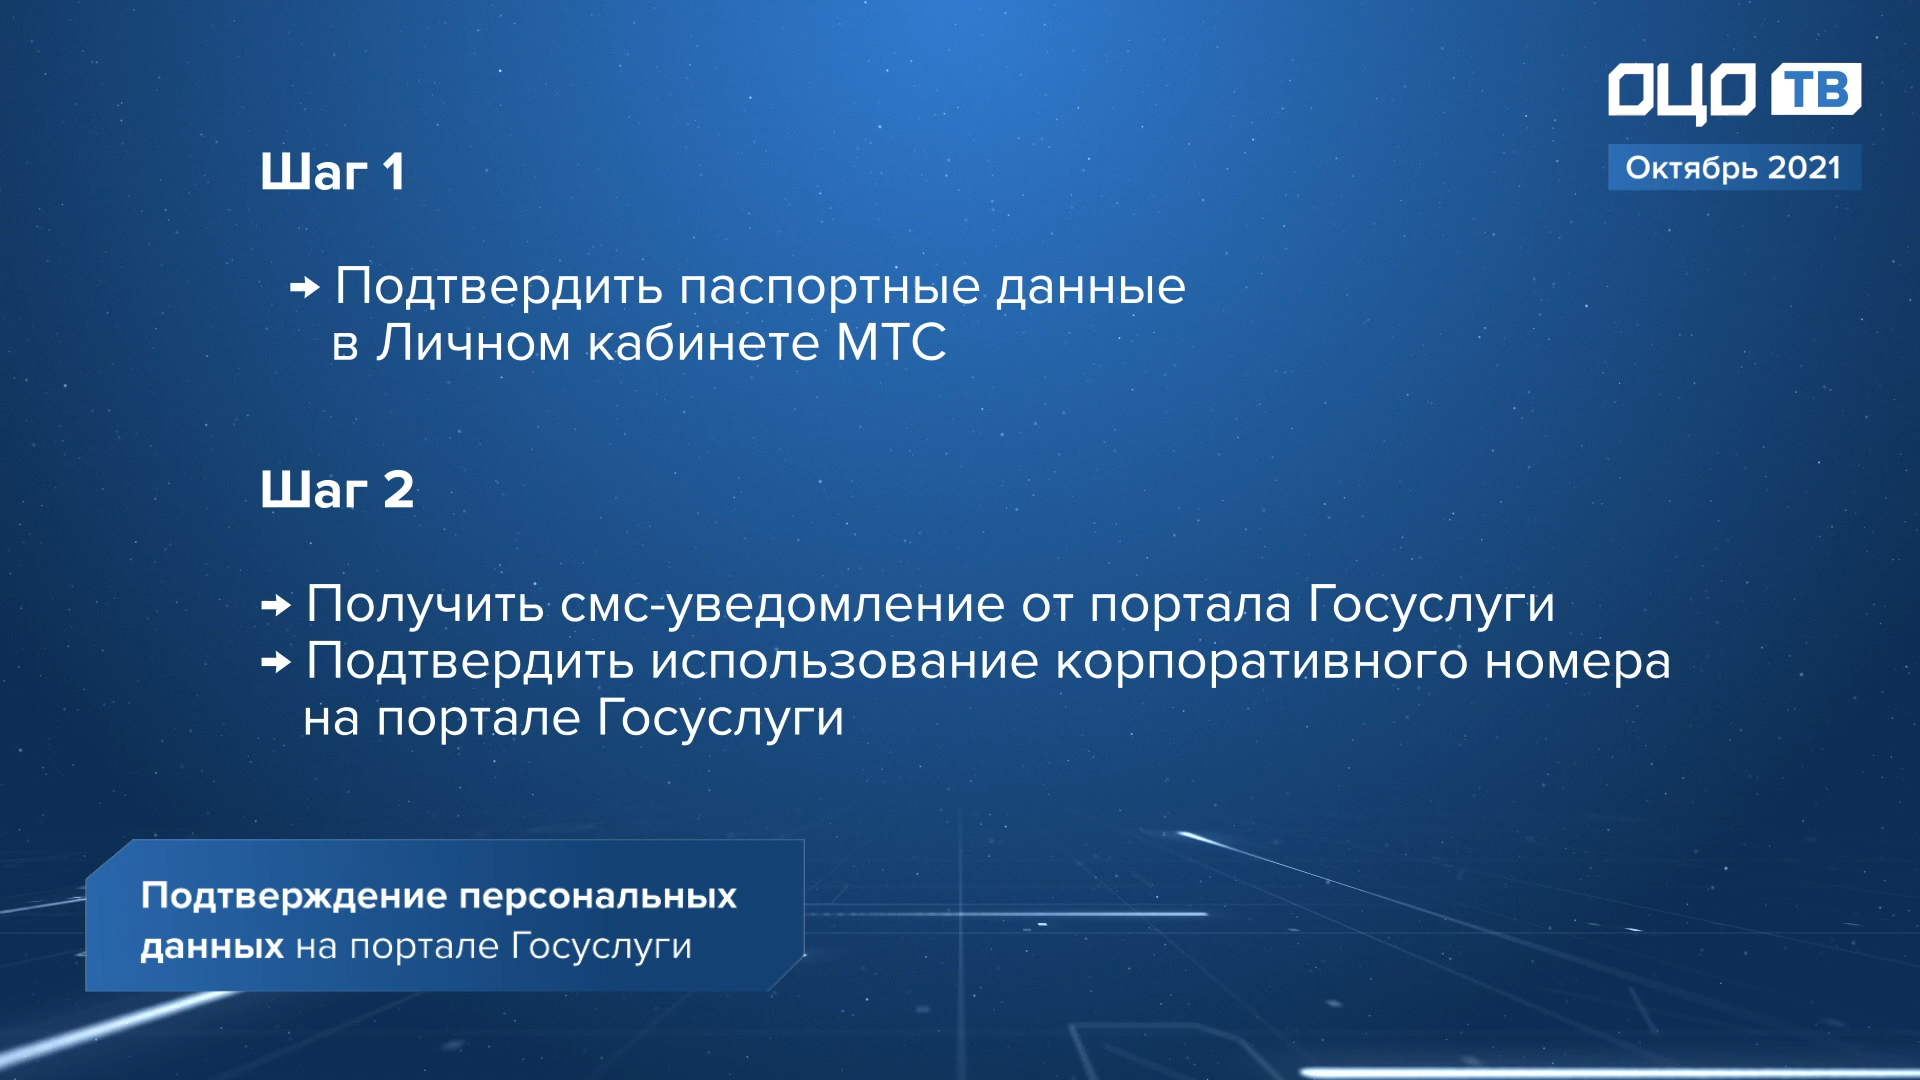 ОЦО ТВ
Октябрь 2021
Шаг 1
➔ Подтвердить паспортные данные
в Личном кабинете МТС
Шаг 2
➔ Получить смс-уведомление от портала Госуслуги
➔ Подтвердить использование корпоративного номера
на портале Госуслуги
Подтверждение персональных
данных на портале Госуслуги